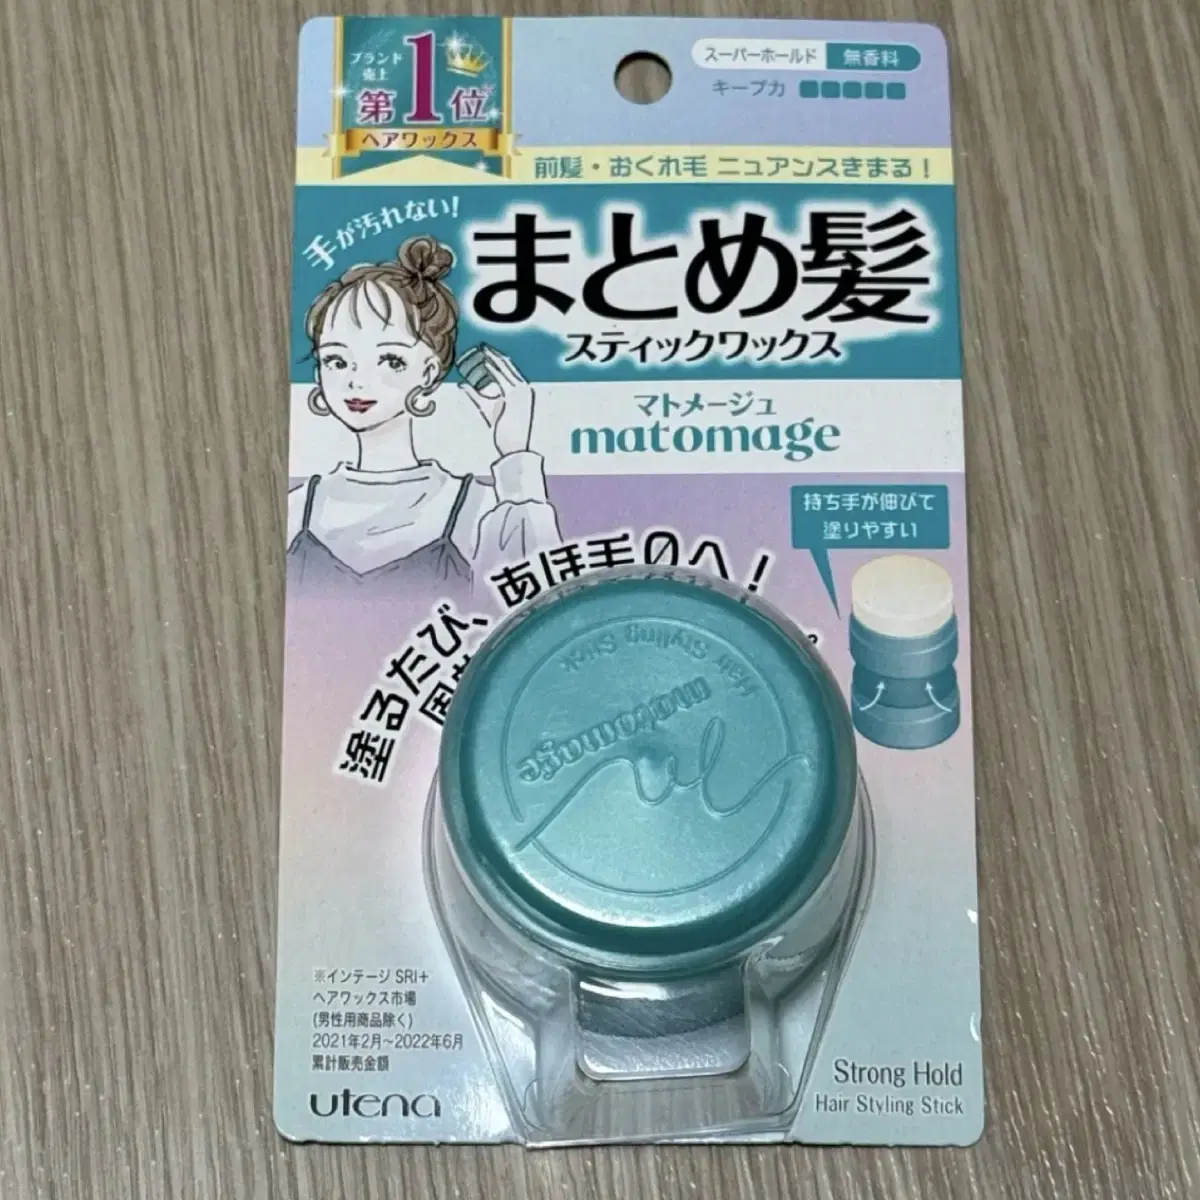 ブランド
売上
第1位
ヘアワックス
スーパーホールド 無香料
キープ力
前髪・おくれ毛 ニュアンスきまる!
手が汚れない!
まとめ髪
スティックワックス
マトメージュ
matomage
持ち手が伸びて
塗りやすい
塗るたび、あほ毛0へ!
Hair Styling Stick
matomage
※インテージ SRI+
ヘアワックス市場
(男性用商品除く)
2021年2月~2022年6月
累計販売金額
utena
Strong Hold
Hair Styling Stick